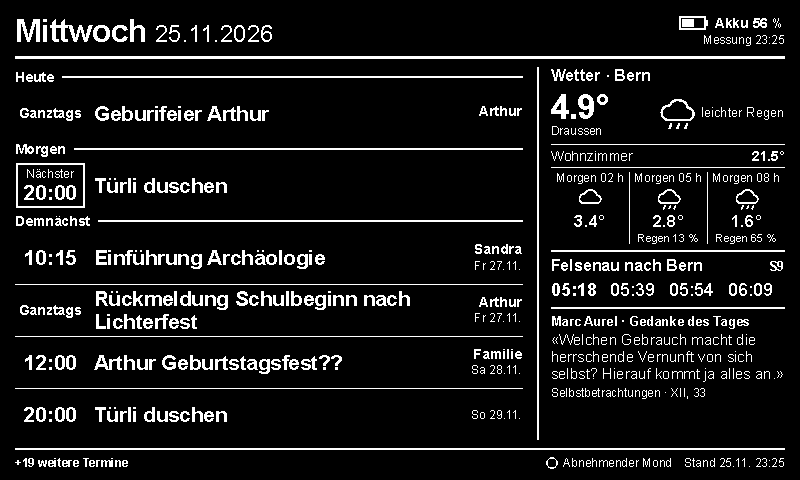 Mittwoch 25.11.2026
Akku 56 %
Messung 23:25
Heute
Ganztags Geburifeier Arthur Arthur
Morgen
Nächster
20:00 Türli duschen
Demnächst
10:15 Einführung Archäologie Sandra
Fr 27.11.
Ganztags Rückmeldung Schulbeginn nach
Lichterfest Arthur
Fr 27.11.
12:00 Arthur Geburtstagsfest?? Familie
Sa 28.11.
20:00 Türli duschen So 29.11.
+19 weitere Termine
Wetter · Bern
4.9° leichter Regen
Draussen
Wohnzimmer 21.5°
Morgen 02 h Morgen 05 h Morgen 08 h
3.4° 2.8° 1.6°
Regen 13 % Regen 65 %
Felsenau nach Bern S9
05:18 05:39 05:54 06:09
Marc Aurel · Gedanke des Tages
«Welchen Gebrauch macht die
herrschende Vernunft von sich
selbst? Hierauf kommt ja alles an.»
Selbstbetrachtungen · XII, 33
Abnehmender Mond Stand 25.11. 23:25